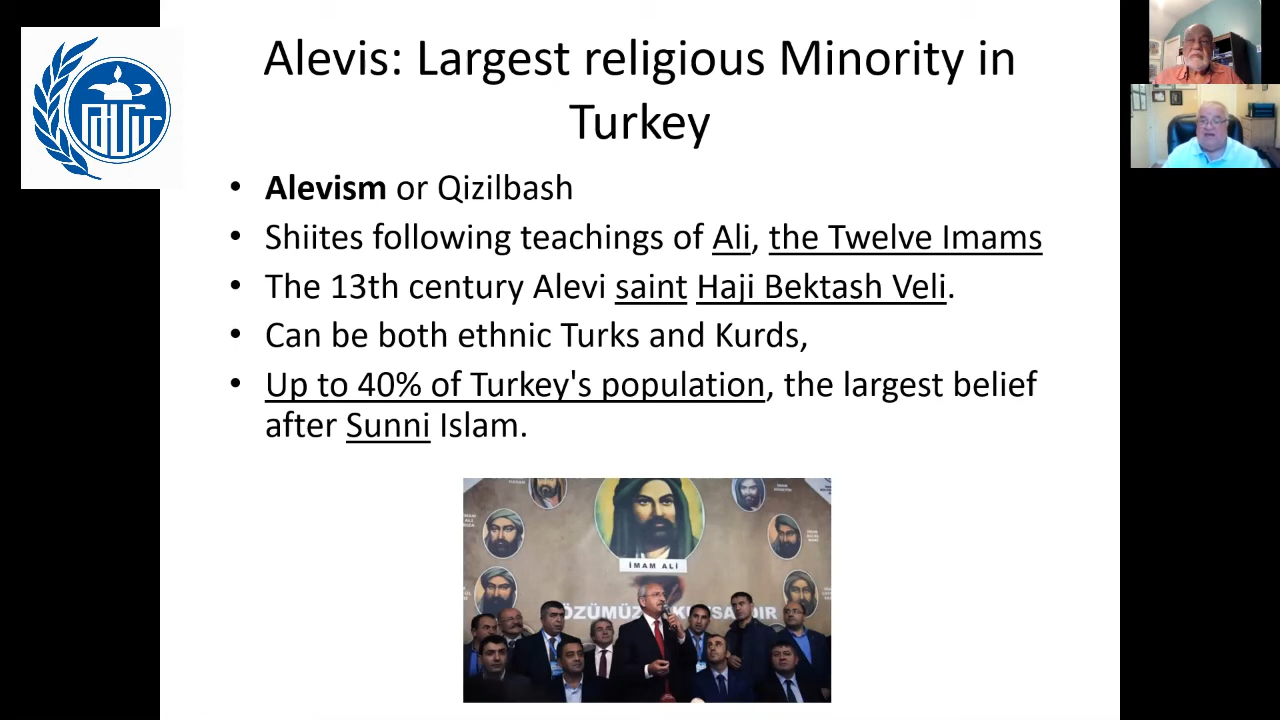 Alevis: Largest religious Minority in
Turkey
• Alevism or Qizilbash
• Shiites following teachings of Ali, the Twelve Imams
• The 13th century Alevi saint Haji Bektash Veli.
• Can be both ethnic Turks and Kurds,
• Up to 40% of Turkey's population, the largest belief
after Sunni Islam.
İMAM ALİ